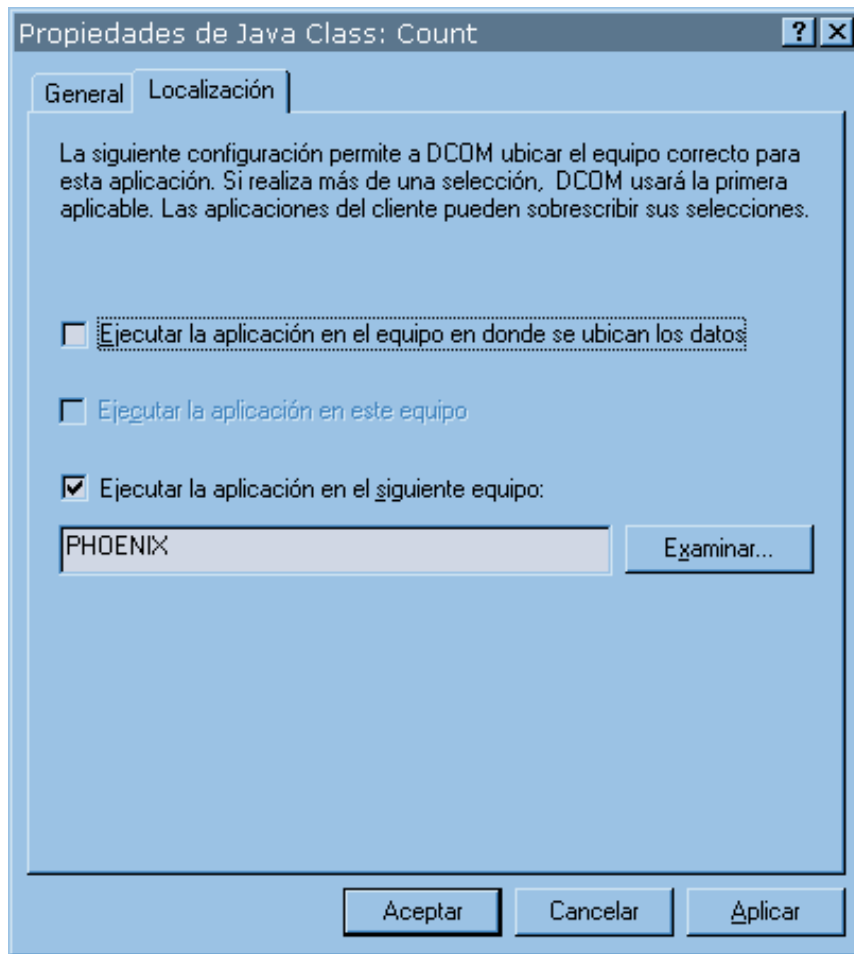 Propiedades de Java Class: Count
General Localización
La siguiente configuración permite a DCOM ubicar el equipo correcto para
esta aplicación. Si realiza más de una selección, DCOM usará la primera
aplicable. Las aplicaciones del cliente pueden sobrescribir sus selecciones.
Ejecutar la aplicación en el equipo en donde se ubican los datos
Ejecutar la aplicación en este equipo
Ejecutar la aplicación en el siguiente equipo:
PHOENIX Examinar...
Aceptar Cancelar Aplicar